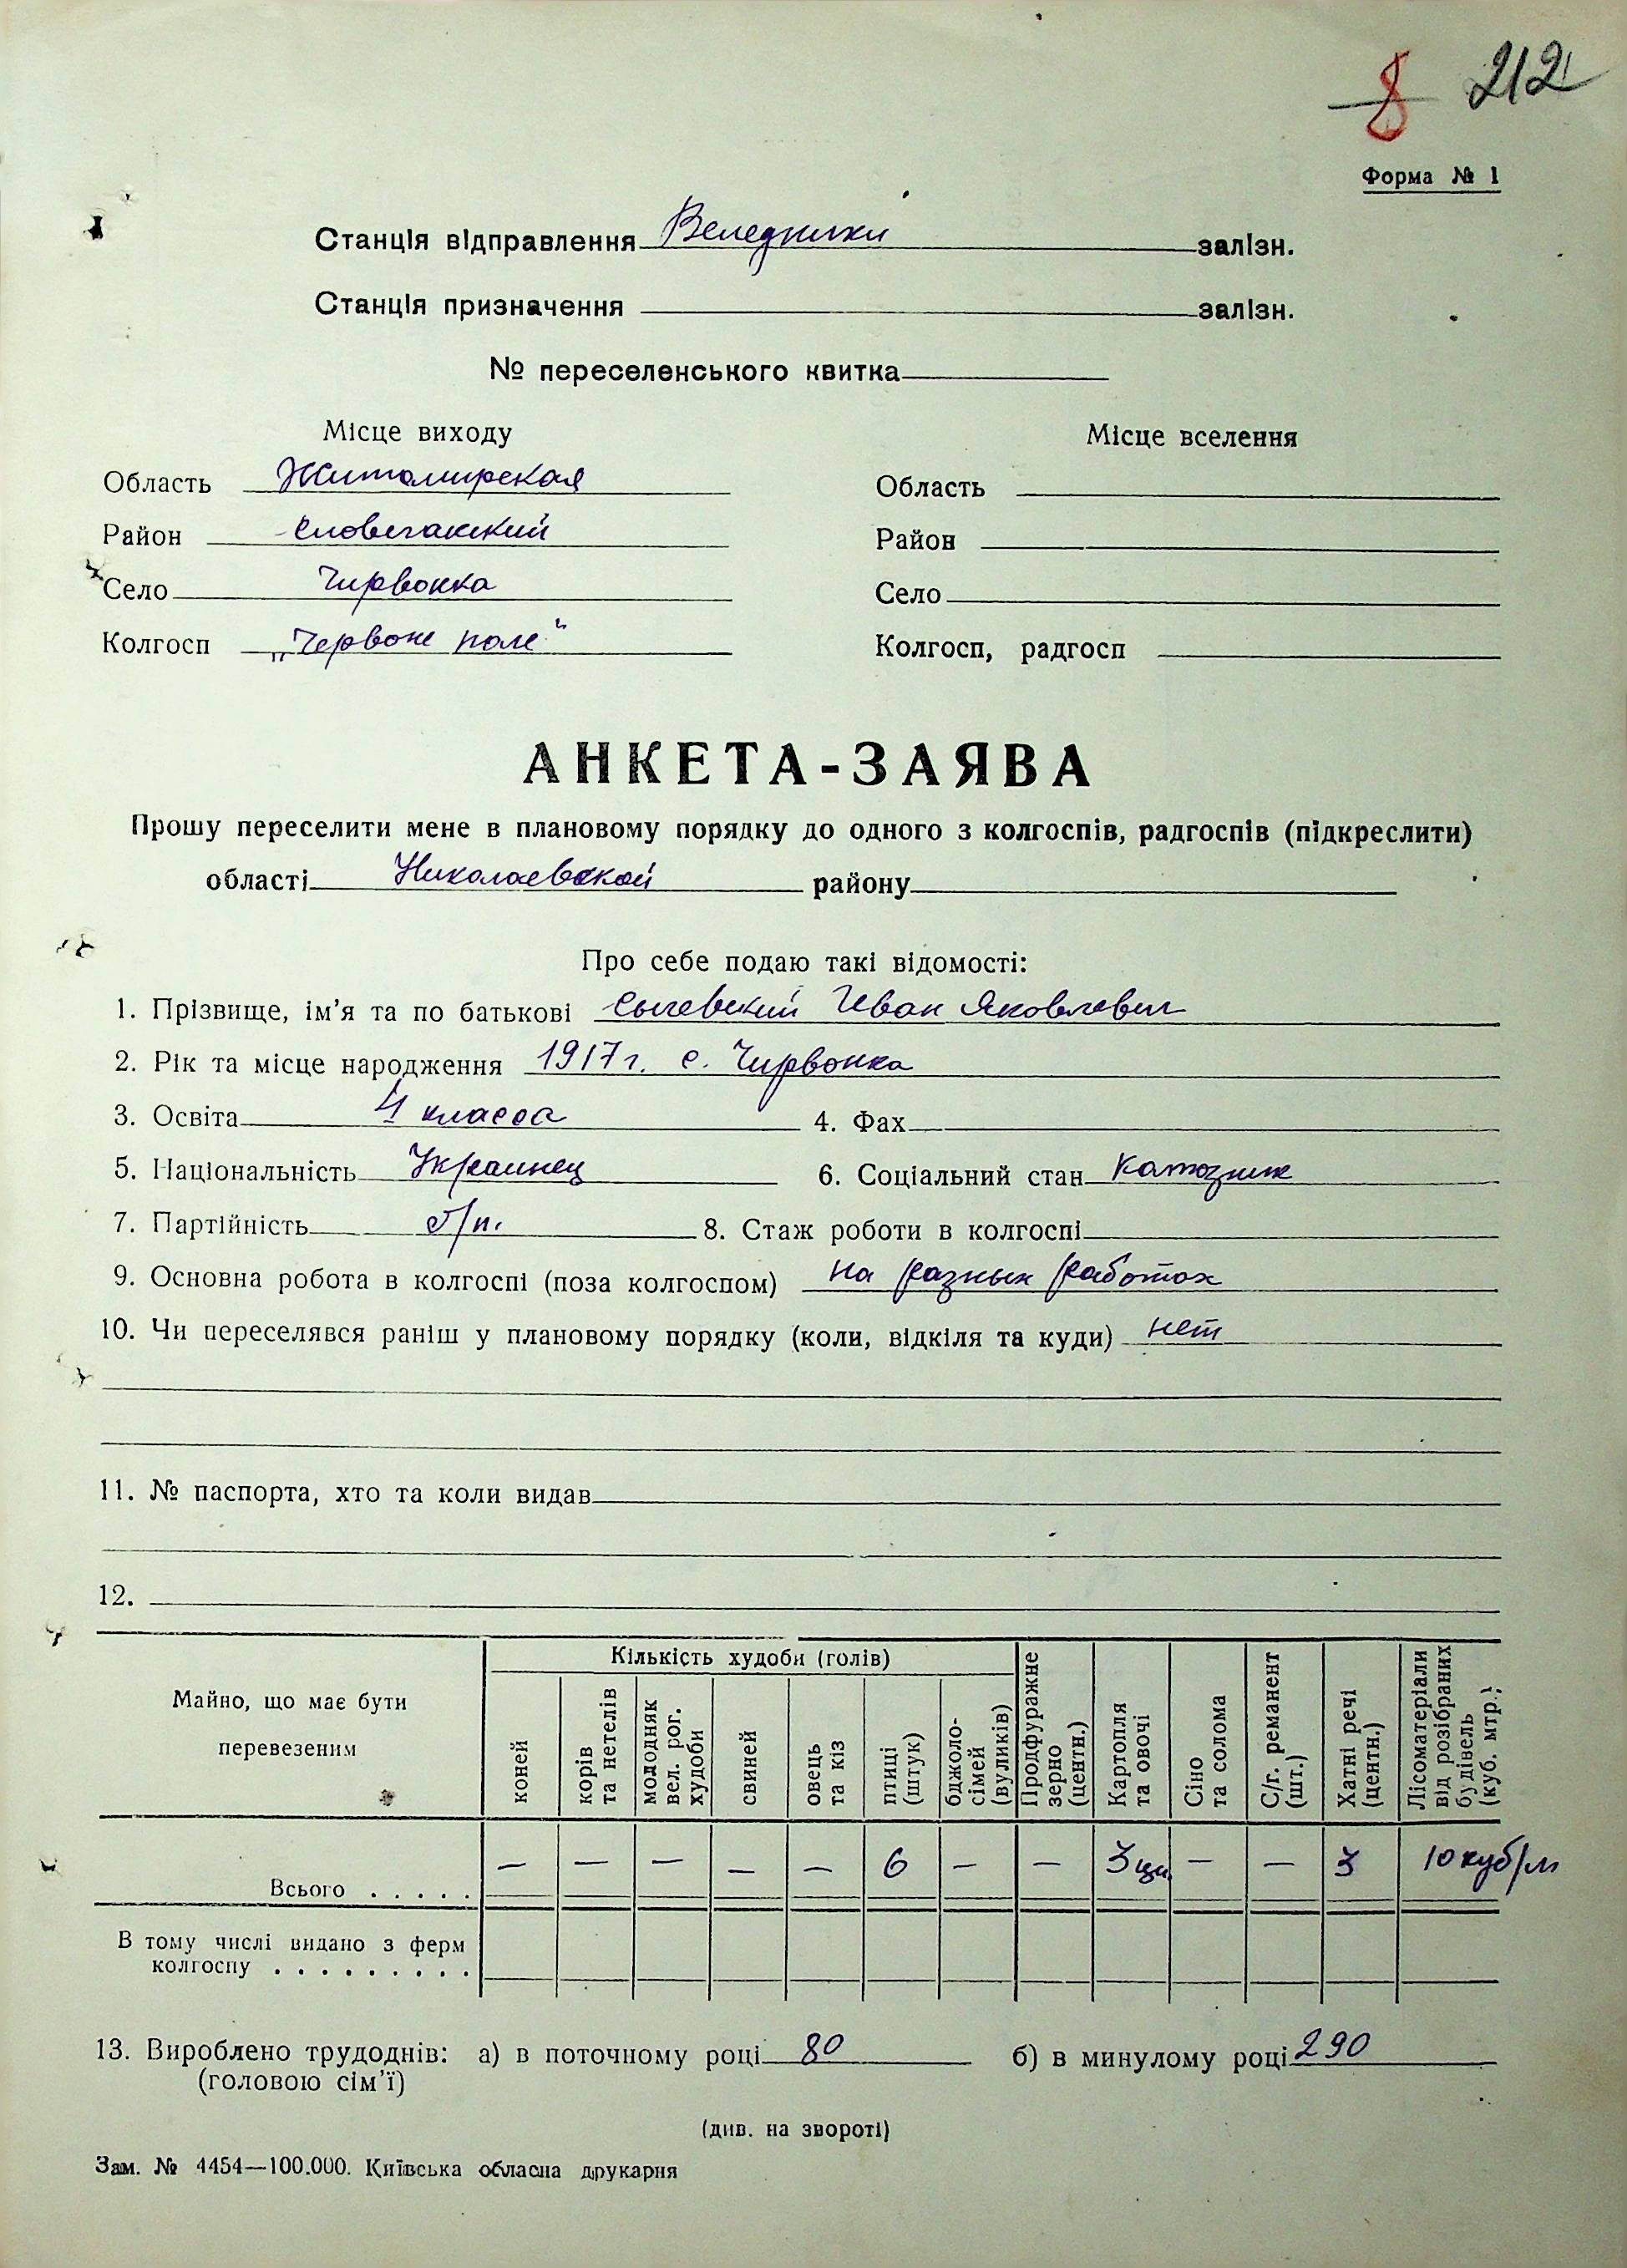 8 212
Форма № 1
Станція відправлення Веледники залізн.
Станція призначення залізн.
№ переселенського квитка
Місце виходу Місце вселення
Область Житомирская Область
Район Словечанский Район
Село Чирвонка Село
Колгосп „Червоне поле“ Колгосп, радгосп
АНКЕТА-ЗАЯВА
Прошу переселити мене в плановому порядку до одного з колгоспів, радгоспів (підкреслити)
області Николаевской району
Про себе подаю такі відомості:
1. Прізвище, ім’я та по батькові Сычевский Иван Яковлевич
2. Рік та місце народження 1917 г. с. Чирвонка
3. Освіта 4 класса 4. Фах
5. Національність Украинец 6. Соціальний стан Колхозник
7. Партійність б/п. 8. Стаж роботи в колгоспі
9. Основна робота в колгоспі (поза колгоспом) на разных работах
10. Чи переселявся раніш у плановому порядку (коли, відкіля та куди) нет
11. № паспорта, хто та коли видав
12.
Майно, що має бути перевезеним
Кількість худоби (голів)
коней
корів та нетелів
молодняк вел. рог. худоби
свиней
овець та кіз
птиці (штук)
бджоло-сімей (вуликів)
Продфуражне зерно (центн.)
Картопля та овочі
Сіно та солома
С/г. реманент (шт.)
Хатні речі (центн.)
Лісоматеріали від розібраних будівель (куб. мтр.)
Всього . . . . . — — — — — 6 — — 3 цн. — — 3 10 куб/м
В тому числі видано з ферм
колгоспу . . . . . . . . .
13. Вироблено трудоднів: а) в поточному році 80 б) в минулому році 290
(головою сім’ї)
(див. на звороті)
Зам. № 4454—100.000. Київська обласна друкарня